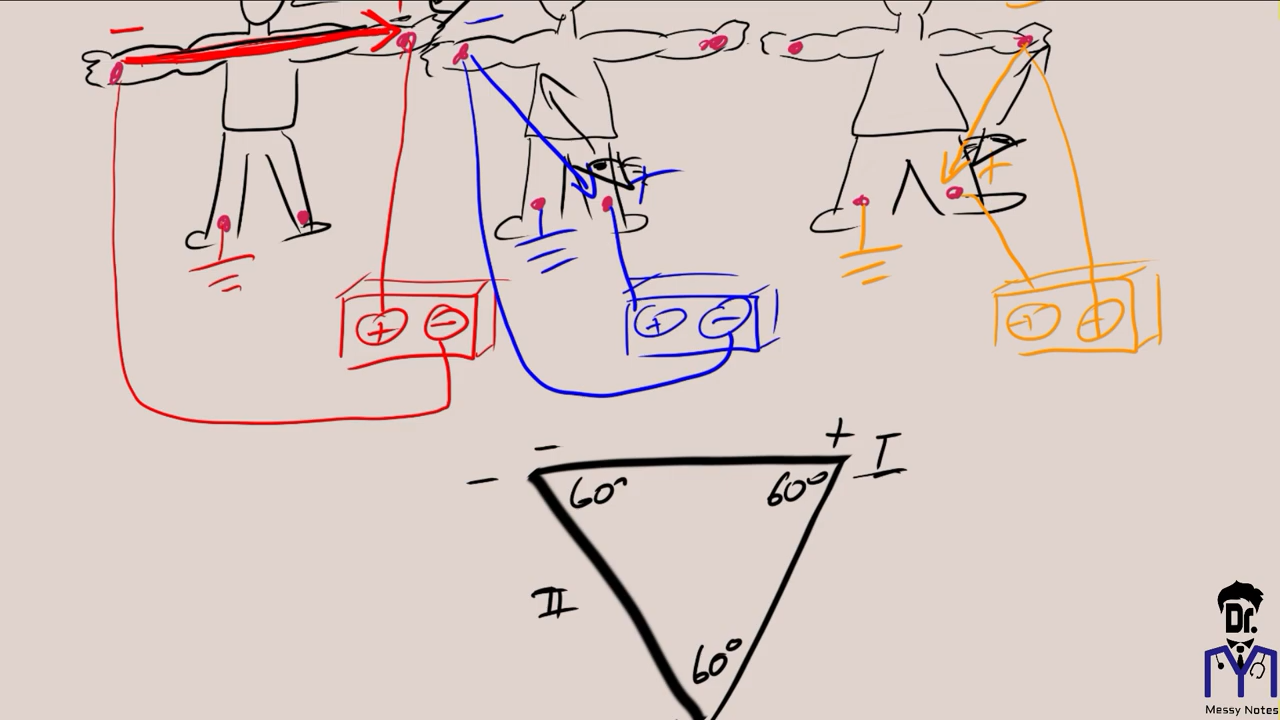 −
−
+
+
+ −
+ −
+ +
− + I
−
60° 60°
II
60°
Dr.
Messy Notes